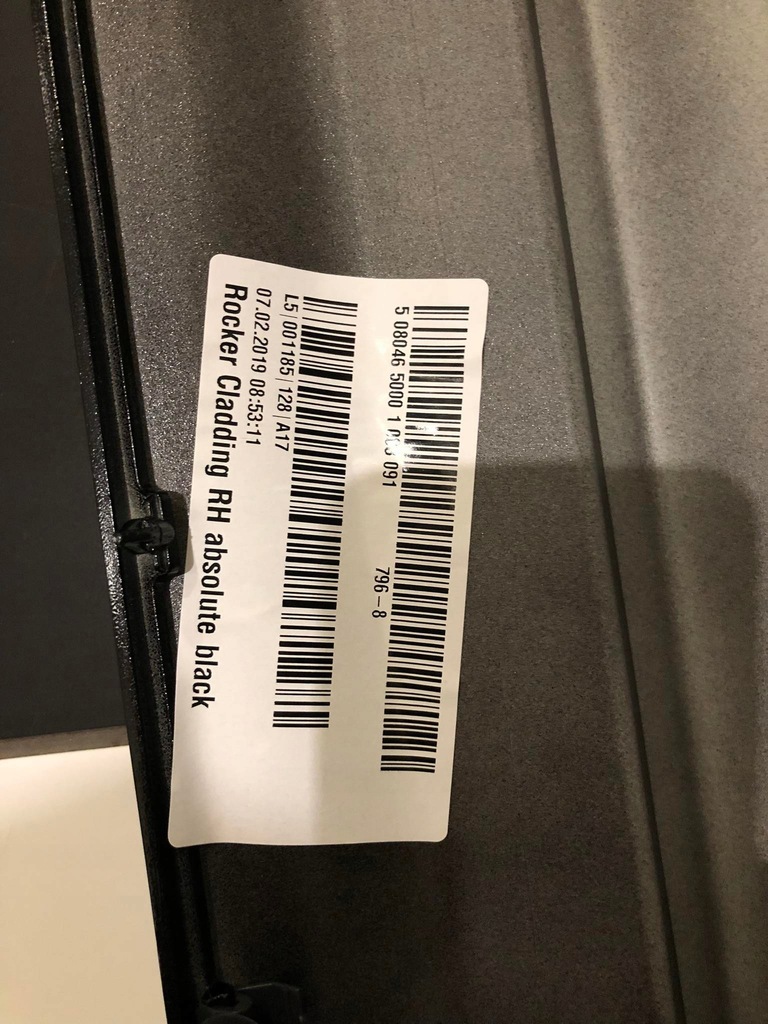 5 08046 5000 1 091
796-8
L5|001185|128|A17
07.02.2019 08:53:11
Rocker Cladding RH absolute black